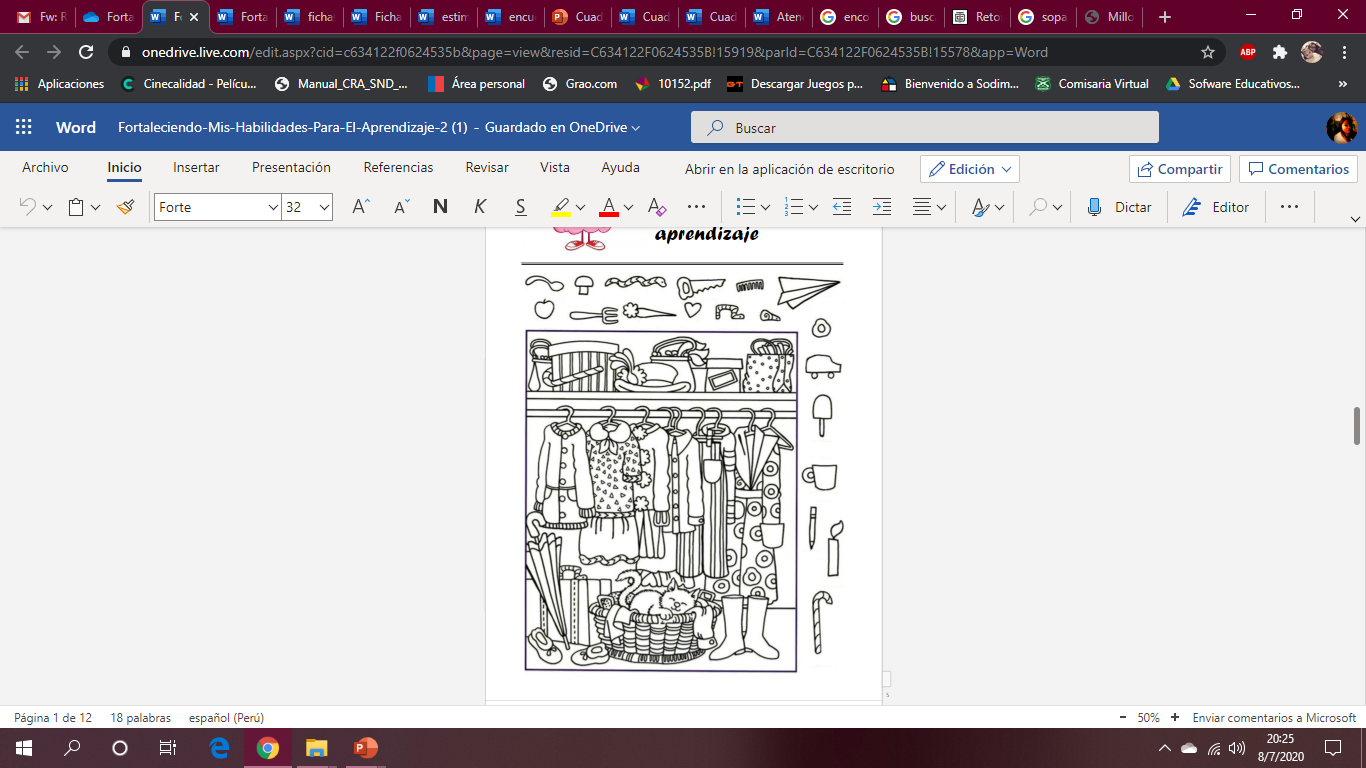 Fw: R
Forta
Fo
Forta
ficha
Ficha
estim
encu
Cuad
Cuad
Cuad
Atenc
enco
busc
Reto
sopa
Millo
onedrive.live.com/edit.aspx?cid=c634122f0624535b&page=view&resid=C634122F0624535B!15919&parId=C634122F0624535B!15578&app=Word
ABP
Aplicaciones
Cinecalidad - Pelícu...
Manual_CRA_SND_...
Área personal
Grao.com
10152.pdf
Descargar Juegos p...
Bienvenido a Sodim...
Comisaria Virtual
Sofware Educativos...
Word
Fortaleciendo-Mis-Habilidades-Para-El-Aprendizaje-2 (1) - Guardado en OneDrive
Buscar
Archivo
Inicio
Insertar
Presentación
Referencias
Revisar
Vista
Ayuda
Abrir en la aplicación de escritorio
Edición
Compartir
Comentarios
Forte
32
N
K
S
Dictar
Editor
aprendizaje
Página 1 de 12
18 palabras
español (Perú)
50%
Enviar comentarios a Microsoft
20:25
8/7/2020